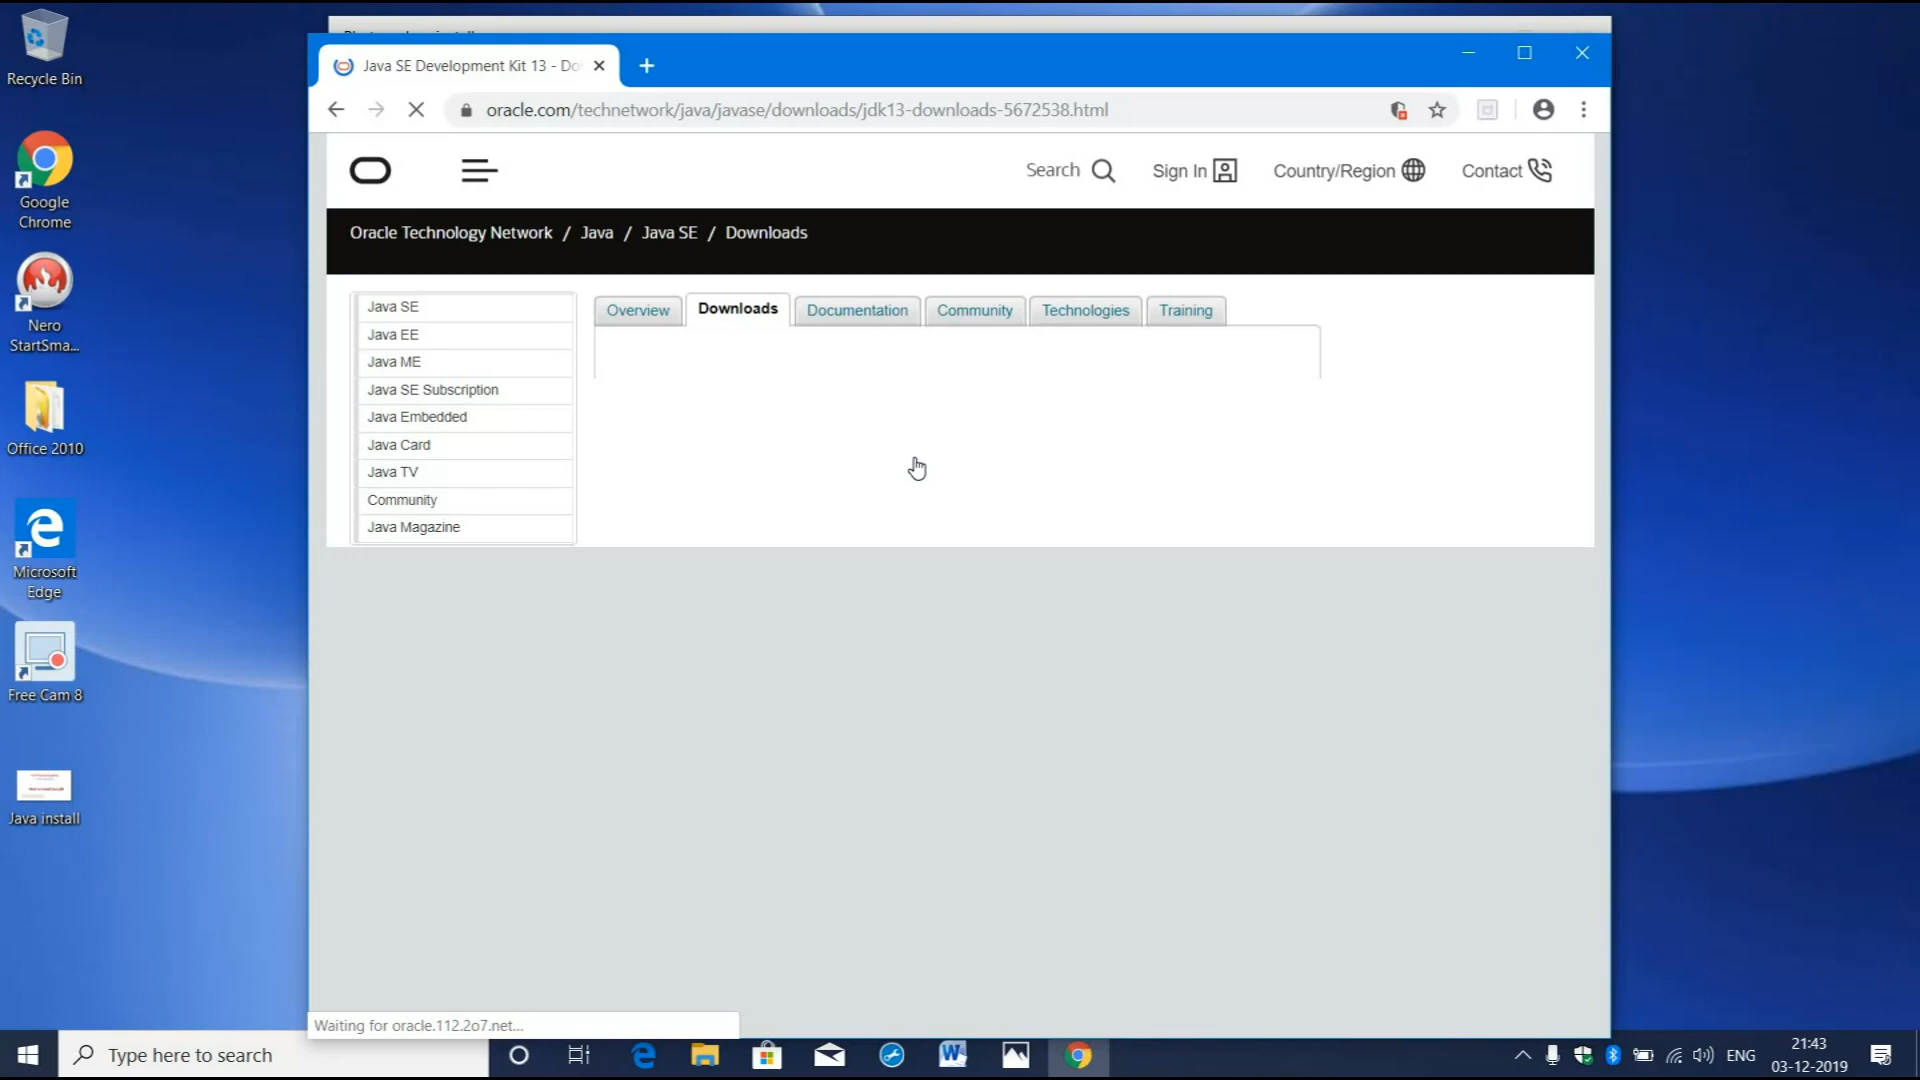 Recycle Bin
Google
Chrome
Nero
StartSma...
Office 2010
Microsoft
Edge
Free Cam 8
Java install
Java SE Development Kit 13 - Do
oracle.com/technetwork/java/javase/downloads/jdk13-downloads-5672538.html
Search
Sign In
Country/Region
Contact
Oracle Technology Network / Java / Java SE / Downloads
Java SE
Java EE
Java ME
Java SE Subscription
Java Embedded
Java Card
Java TV
Community
Java Magazine
Overview
Downloads
Documentation
Community
Technologies
Training
Waiting for oracle.112.2o7.net...
Type here to search
ENG
21:43
03-12-2019